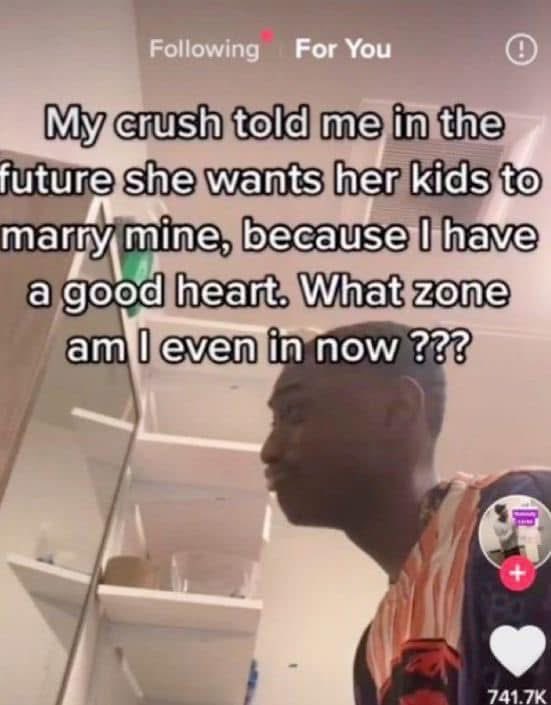 Following For You
My crush told me in the
future she wants her kids to
marry mine, because I have
a good heart. What zone
am I even in now ???
741.7K